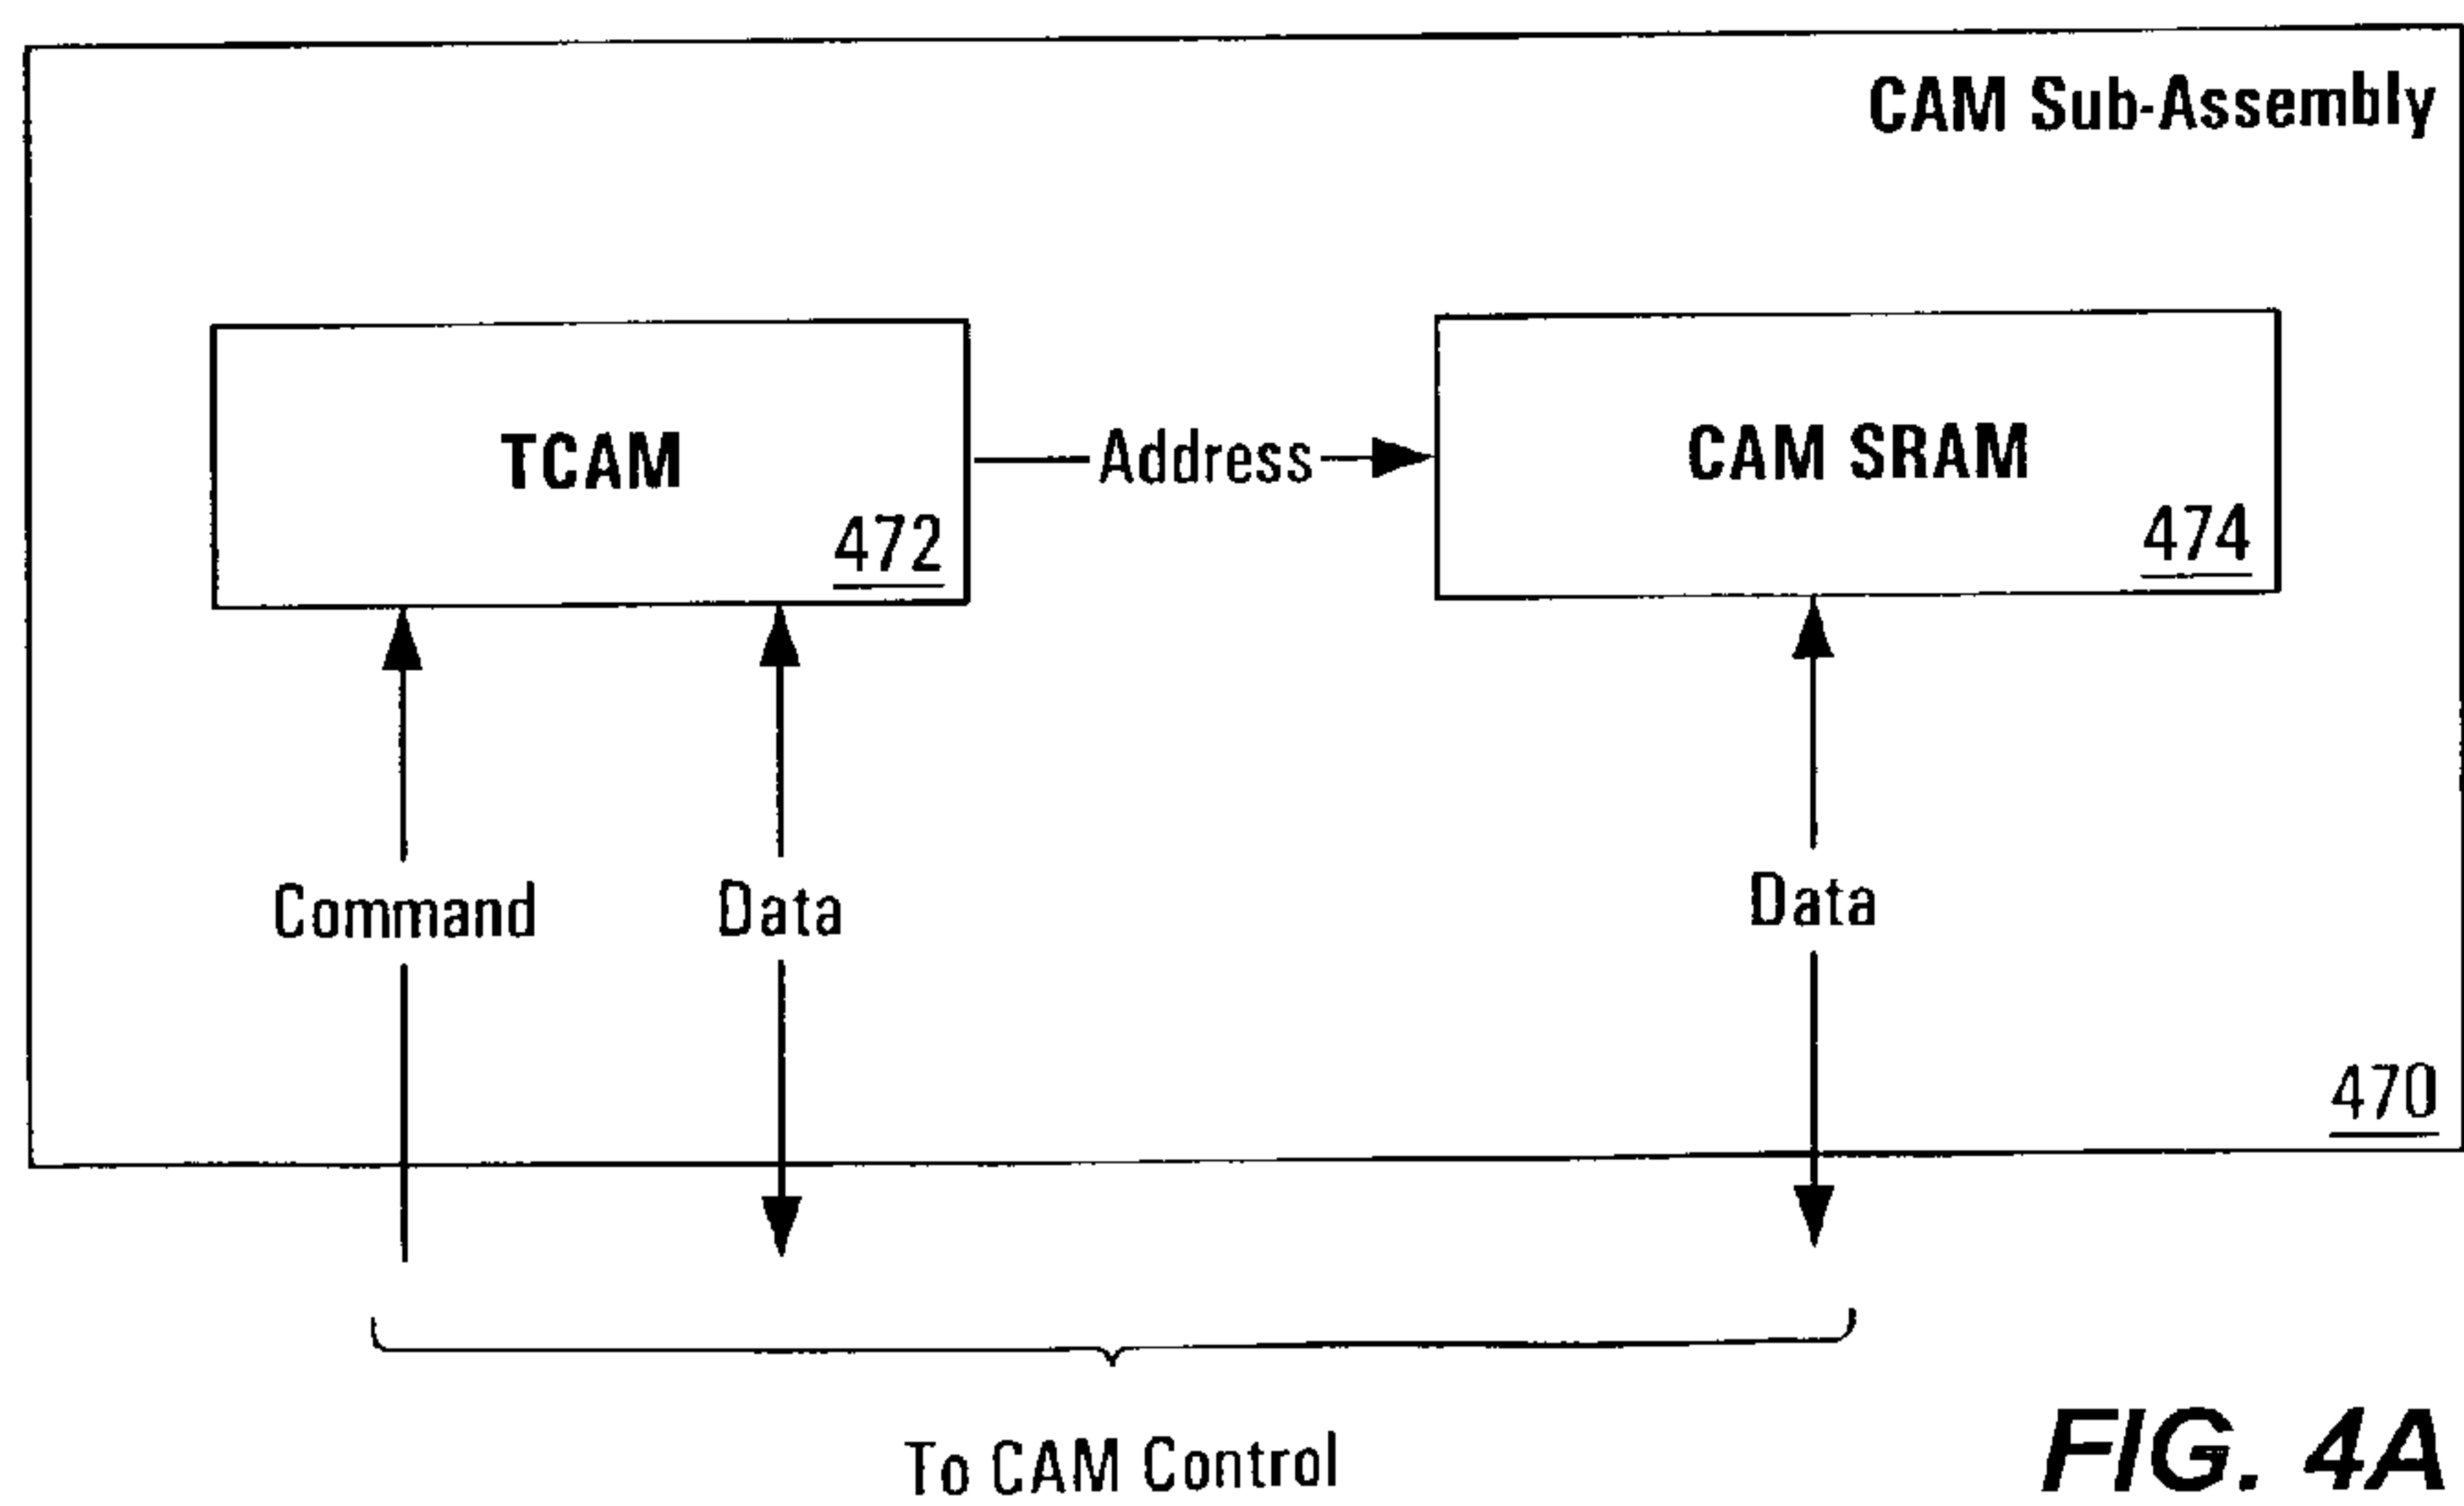 CAM Sub-Assembly
TCAM
472
Address
CAM SRAM
474
Command
Data
Data
470
To CAM Control
FIG. 4A